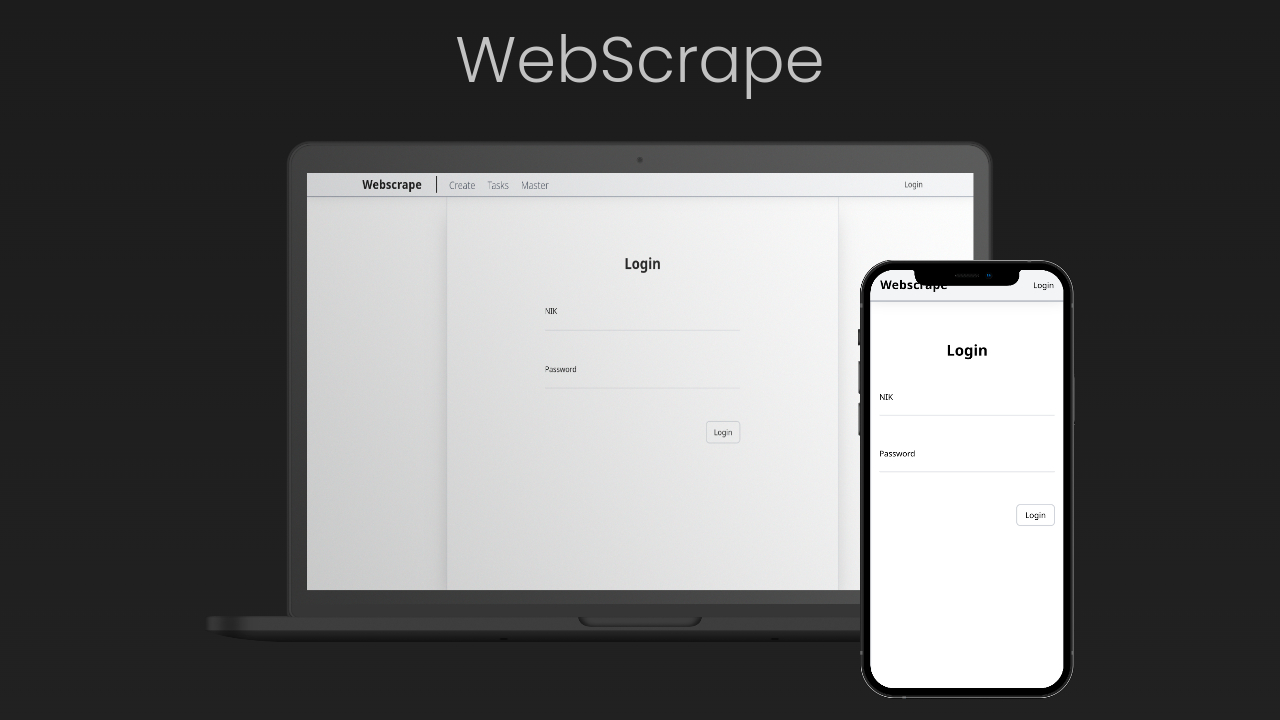 WebScrape
Webscrape Create Tasks Master Login
Login
NIK
Password
Login
Webscrape Login
Login
NIK
Password
Login